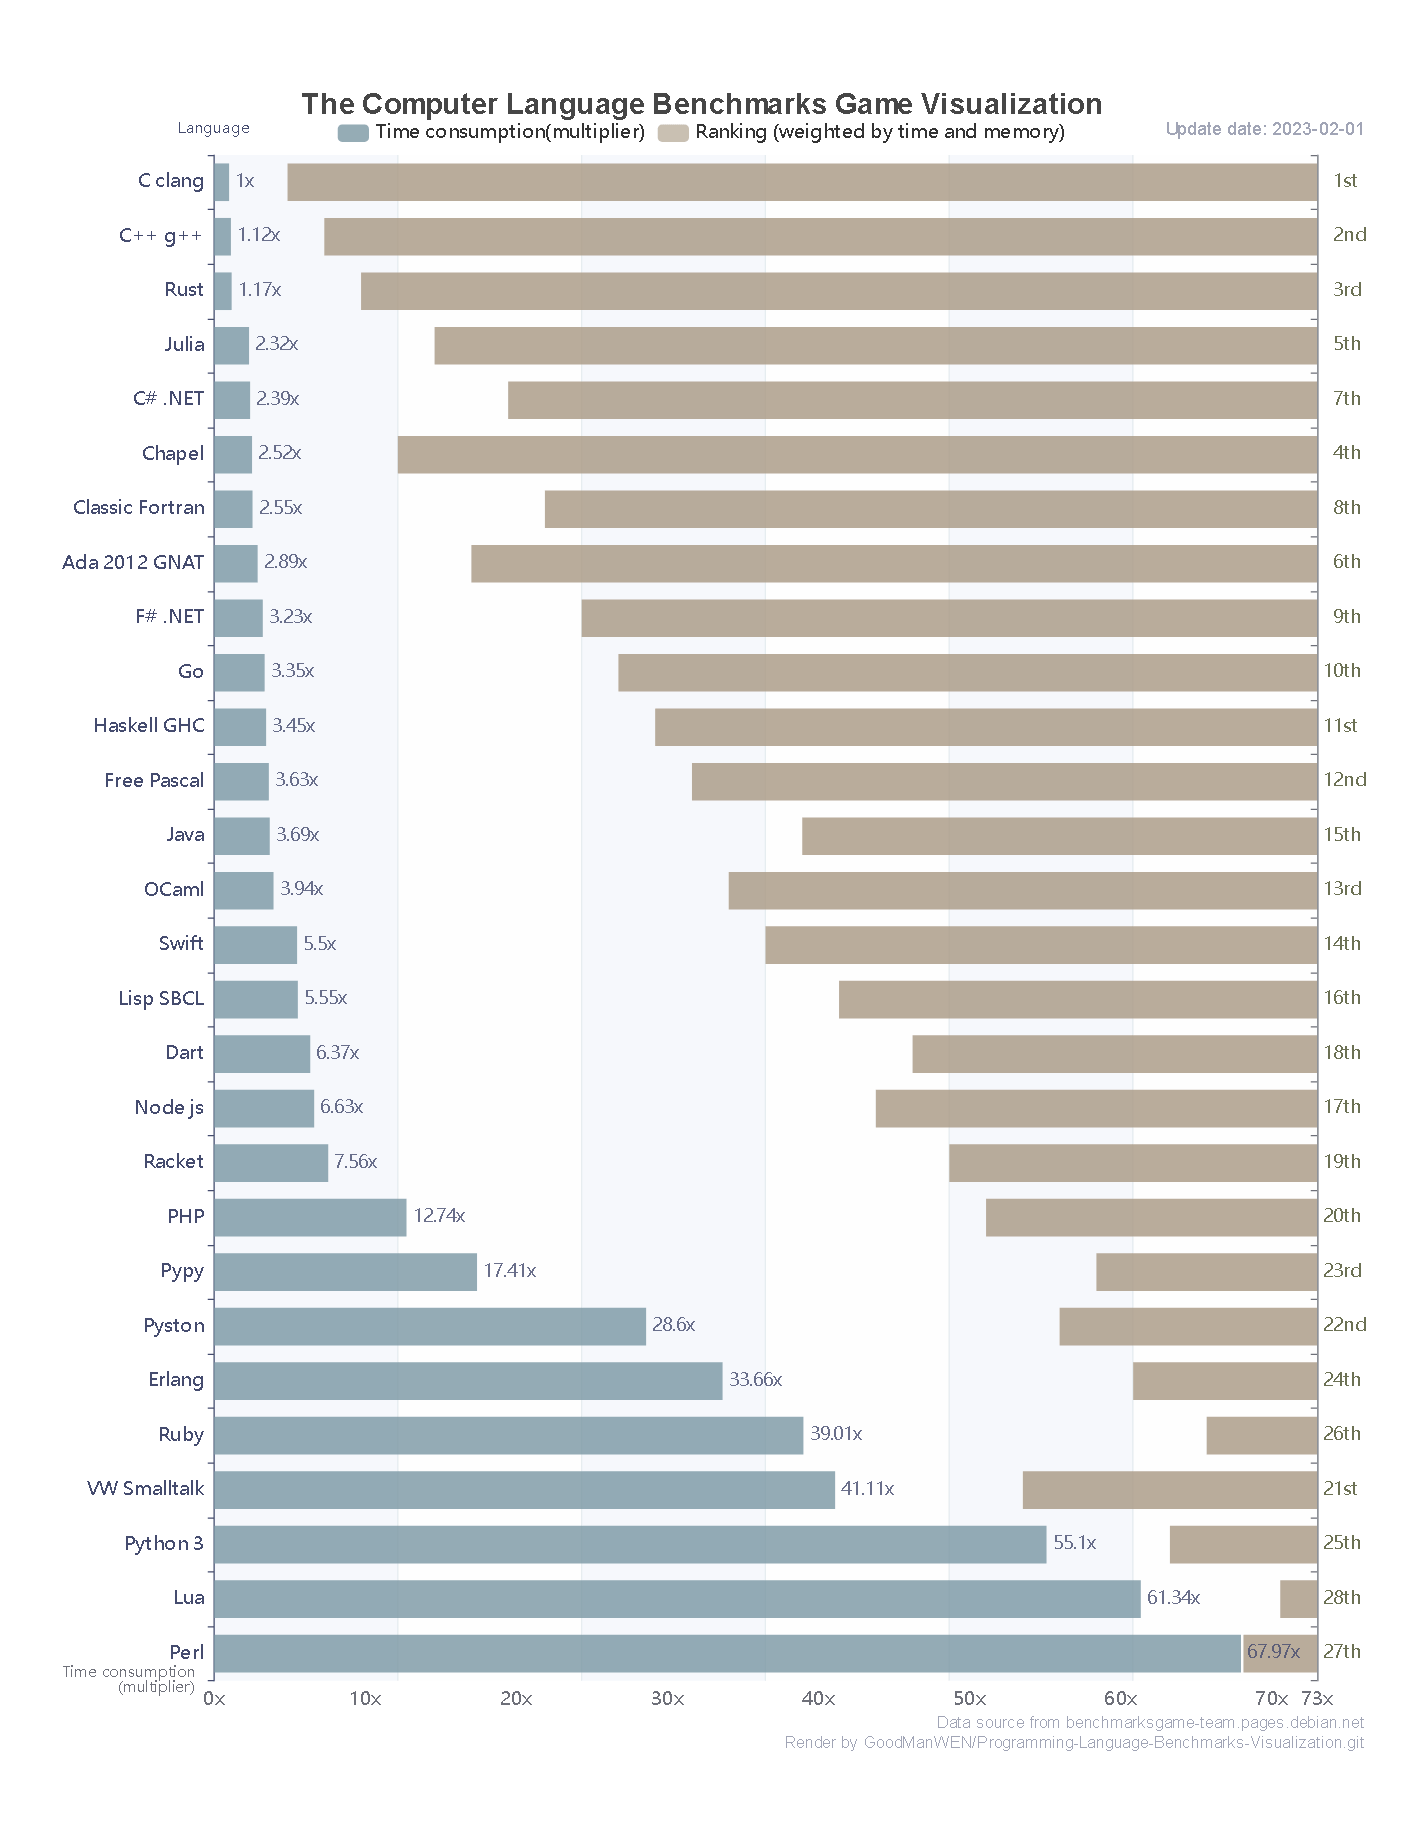 The Computer Language Benchmarks Game Visualization
Language
Time consumption(multiplier) Ranking (weighted by time and memory)
Update date: 2023-02-01
C clang 1x 1st
C++ g++ 1.12x 2nd
Rust 1.17x 3rd
Julia 2.32x 5th
C# .NET 2.39x 7th
Chapel 2.52x 4th
Classic Fortran 2.55x 8th
Ada 2012 GNAT 2.89x 6th
F# .NET 3.23x 9th
Go 3.35x 10th
Haskell GHC 3.45x 11st
Free Pascal 3.63x 12nd
Java 3.69x 15th
OCaml 3.94x 13rd
Swift 5.5x 14th
Lisp SBCL 5.55x 16th
Dart 6.37x 18th
Node js 6.63x 17th
Racket 7.56x 19th
PHP 12.74x 20th
Pypy 17.41x 23rd
Pyston 28.6x 22nd
Erlang 33.66x 24th
Ruby 39.01x 26th
VW Smalltalk 41.11x 21st
Python 3 55.1x 25th
Lua 61.34x 28th
Perl 67.97x 27th
Time consumption
(multiplier)
0x 10x 20x 30x 40x 50x 60x 70x 73x
Data source from benchmarksgame-team.pages.debian.net
Render by GoodManWEN/Programming-Language-Benchmarks-Visualization.git